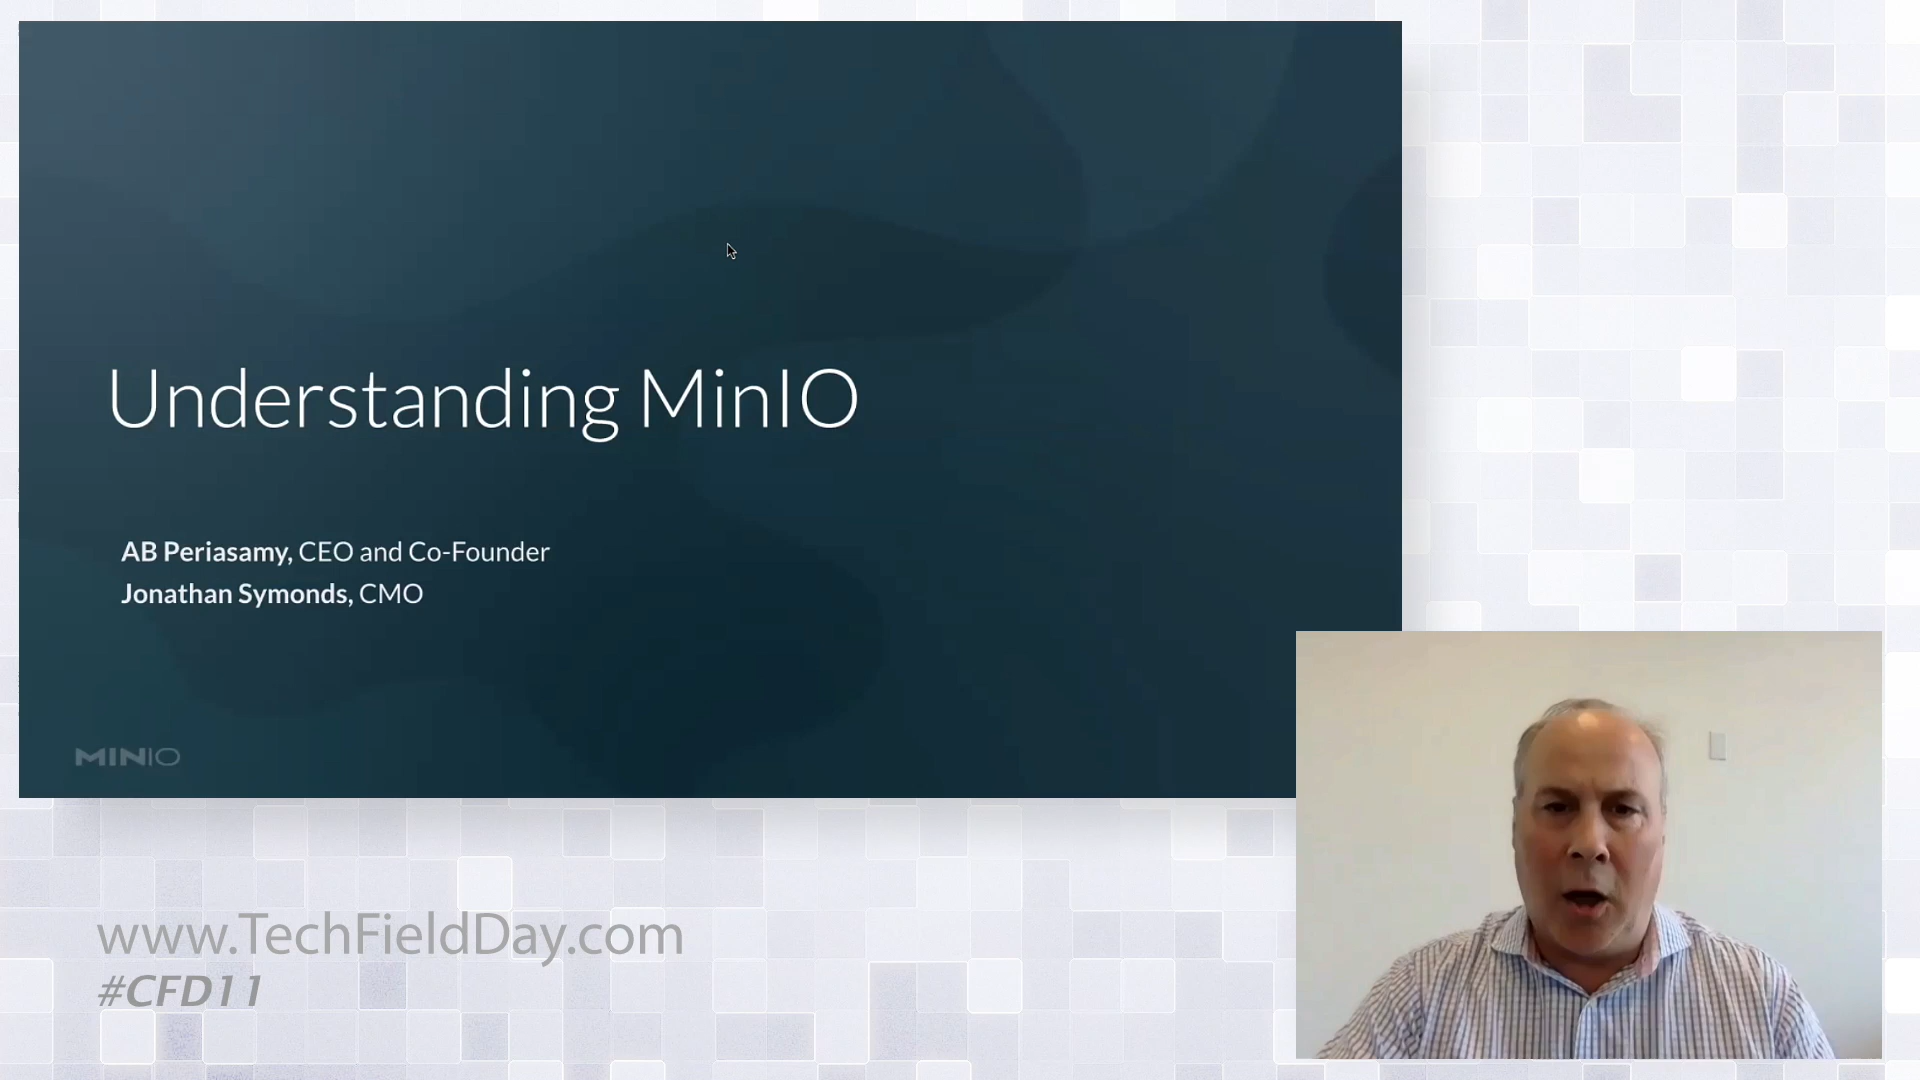 Understanding MinIO
AB Periasamy, CEO and Co-Founder
Jonathan Symonds, CMO
MINIO
www.TechFieldDay.com
#CFD11